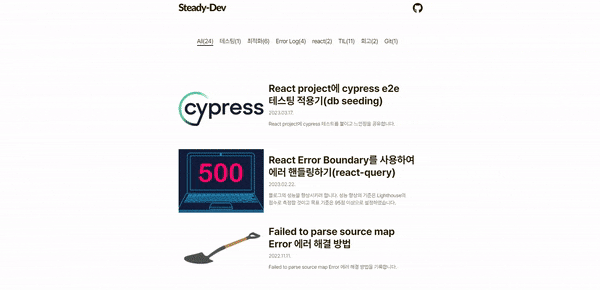 Steady-Dev
All(24) 테스팅(1) 최적화(6) Error Log(4) react(2) TIL(11) 회고(2) Git(1)
cypress
React project에 cypress e2e
테스팅 적용기(db seeding)
2023.03.17.
React project에 cypress 테스트를 붙이고 느낀점을 공유합니다.
500
React Error Boundary를 사용하여
에러 핸들링하기(react-query)
2023.02.22.
블로그의 성능을 향상시켜야 합니다. 성능 향상의 기준은 Lighthouse의
점수로 측정할 것이고 목표 기준은 95점 이상으로 설정하였습니다.
Failed to parse source map
Error 에러 해결 방법
2022.11.11.
Failed to parse source map Error 에러 해결 방법을 기록합니다.